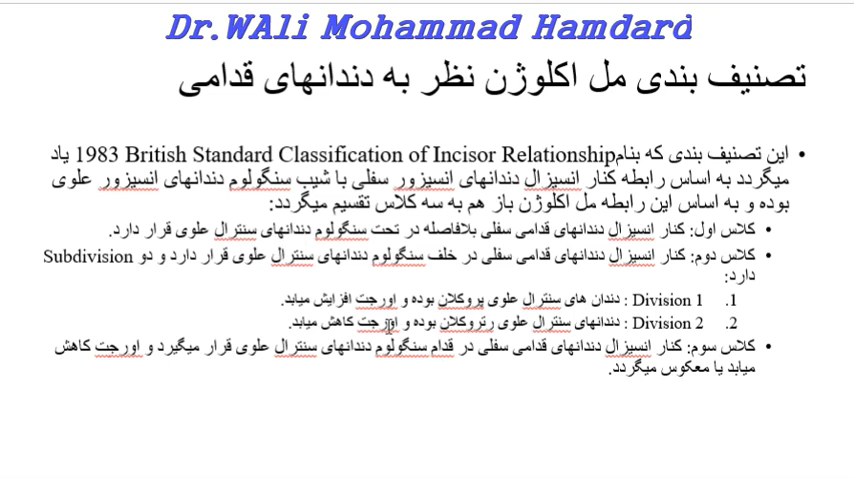 Dr.WAli Mohammad Hamdard
تصنیف بندی مل اکلوژن نظر به دندانهای قدامی
• این تصنیف بندی که بنام1983 British Standard Classification of Incisor Relationship یاد
میگردد به اساس رابطه کنار انسیزال دندانهای انسیزور سفلی با شیب سنگولوم دندانهای انسیزور علوی
بوده و به اساس این رابطه مل اکلوژن باز هم به سه کلاس تقسیم میگردد:
• کلاس اول: کنار انسیزال دندانهای قدامی سفلی بلافاصله در تحت سنگولوم دندانهای سنترال علوی قرار دارد.
• کلاس دوم: کنار انسیزال دندانهای قدامی سفلی در خلف سنگولوم دندانهای سنترال علوی قرار دارد و دو Subdivision
دارد:
1. Division 1 : دندان های سنترال علوی پروکلان بوده و اورجت افزایش میابد.
2. Division 2 : دندانهای سنترال علوی رتروکلان بوده و اورجت کاهش میابد.
• کلاس سوم: کنار انسیزال دندانهای قدامی سفلی در قدام سنگولوم دندانهای سنترال علوی قرار میگیرد و اورجت کاهش
میابد یا معکوس میگردد.